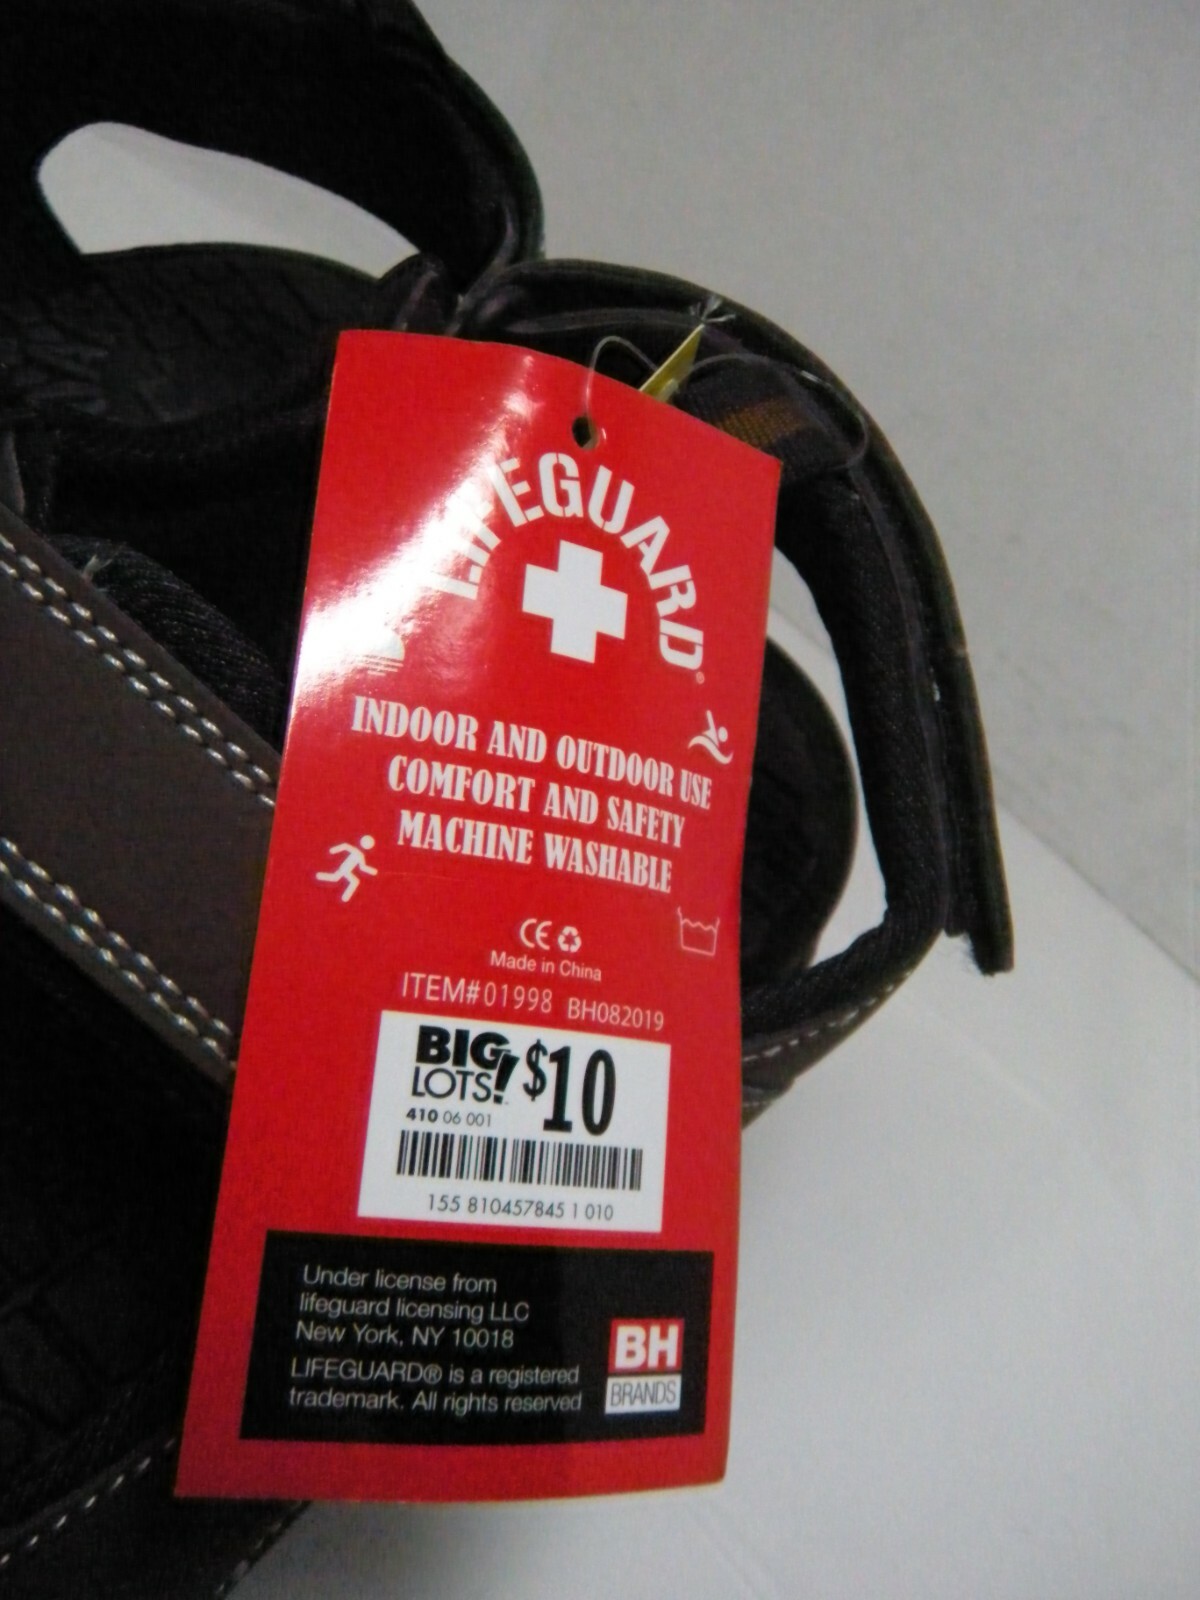 LIFEGUARD®
INDOOR AND OUTDOOR USE
COMFORT AND SAFETY
MACHINE WASHABLE
CE
Made in China
ITEM#01998 BH082019
BIG LOTS! $10
410 06 001
155 810457845 1 010
Under license from
lifeguard licensing LLC
New York, NY 10018
LIFEGUARD® is a registered
trademark. All rights reserved
BH
BRANDS